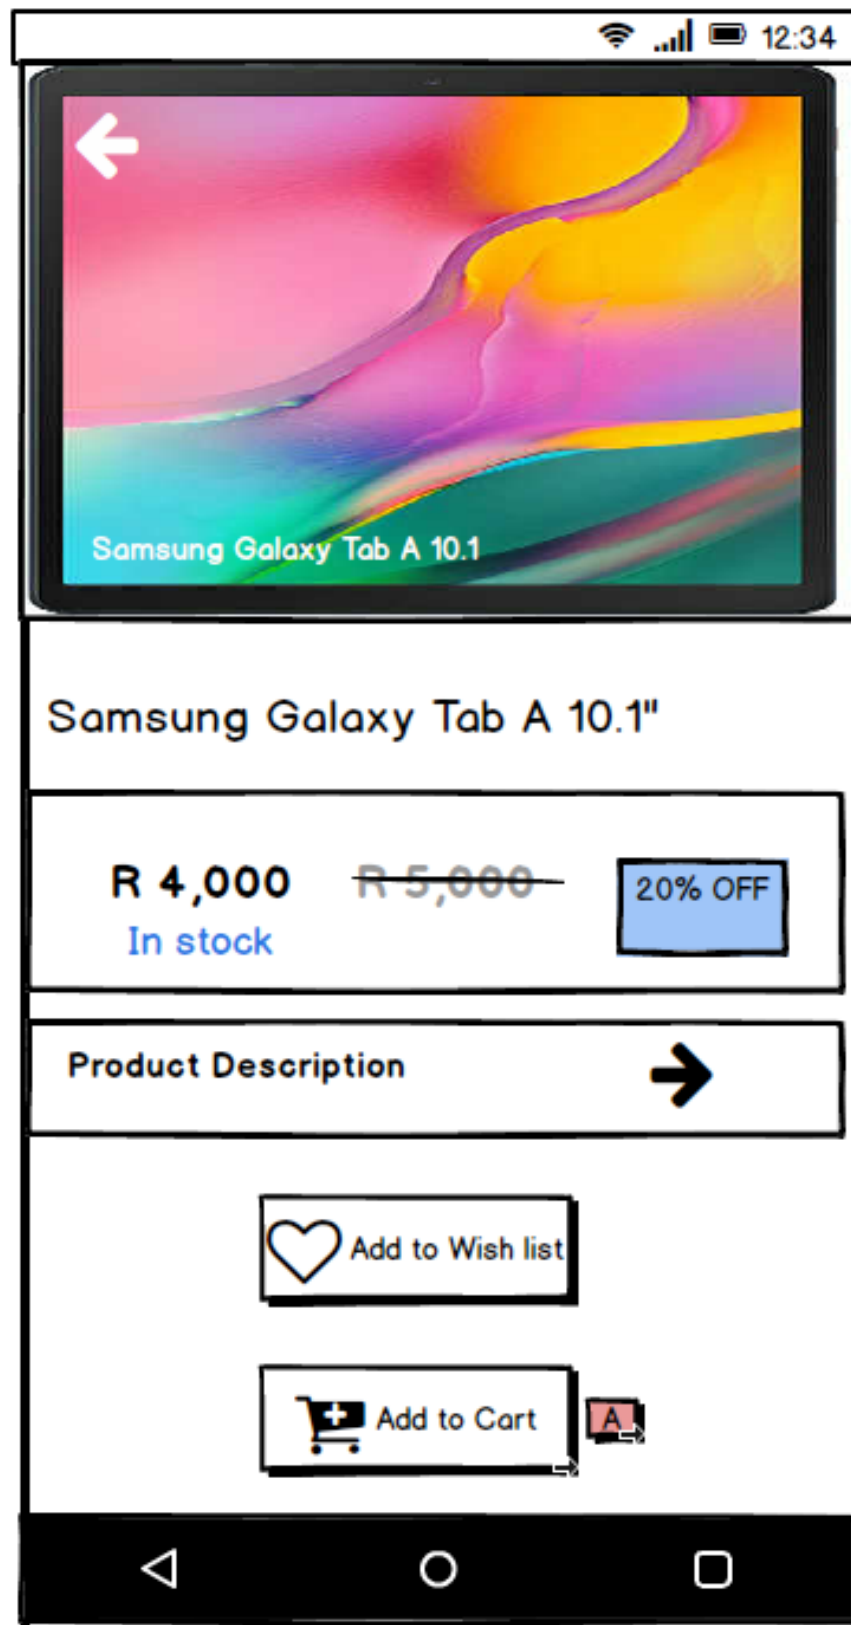 12:34
Samsung Galaxy Tab A 10.1
Samsung Galaxy Tab A 10.1"
R 4,000 R 5,000 20% OFF
In stock
Product Description
Add to Wish list
Add to Cart A